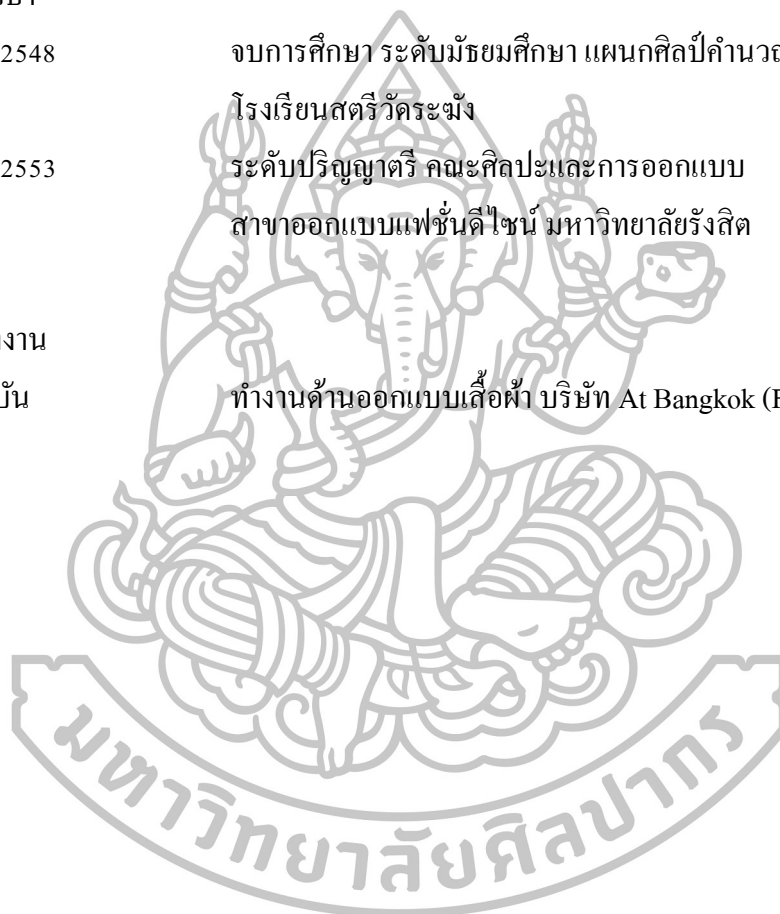 2548 จบการศึกษา ระดับมัธยมศึกษา แผนกศิลป์คำนวณ
โรงเรียนสตรีวัดระฆัง
2553 ระดับปริญญาตรี คณะศิลปะและการออกแบบ
สาขาออกแบบแฟชั่นดีไซน์ มหาวิทยาลัยรังสิต
ทำงานด้านออกแบบเสื้อผ้า บริษัท At Bangkok
มหาวิทยาลัยศิลปากร